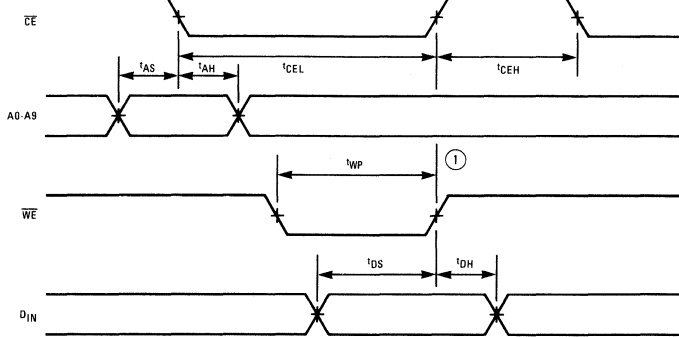 CE
tAS tAH tCEL tCEH
A0-A9
tWP 1
WE
tDS tDH
DIN